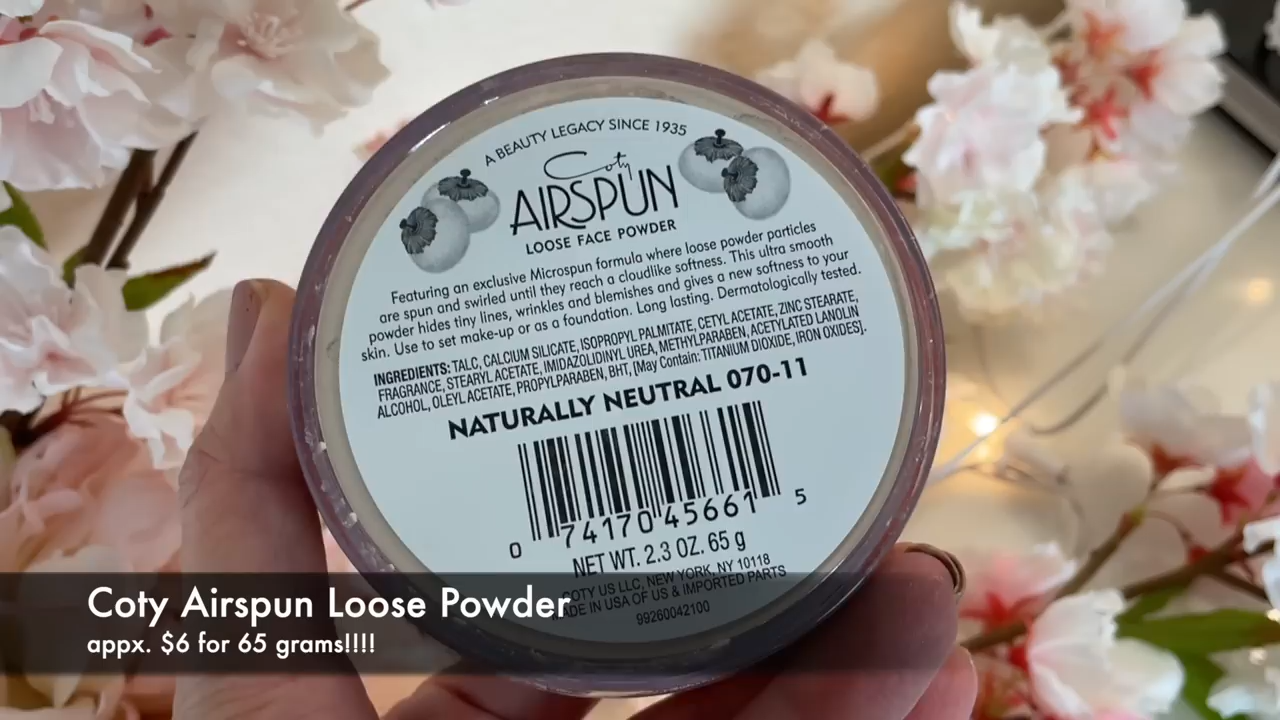 A BEAUTY LEGACY SINCE 1935
Coty
AIRSPUN
LOOSE FACE POWDER
Featuring an exclusive Microspun formula where loose powder particles
are spun and swirled until they reach a cloudlike softness. This ultra smooth
powder hides tiny lines, wrinkles and blemishes and gives a new softness to your
skin. Use to set make-up or as a foundation. Long lasting. Dermatologically tested.
INGREDIENTS: TALC, CALCIUM SILICATE, ISOPROPYL PALMITATE, CETYL ACETATE, ZINC STEARATE,
FRAGRANCE, STEARYL ACETATE, IMIDAZOLIDINYL UREA, METHYLPARABEN, ACETYLATED LANOLIN
ALCOHOL, OLEYL ACETATE, PROPYLPARABEN, BHT, [May Contain: TITANIUM DIOXIDE, IRON OXIDES].
NATURALLY NEUTRAL 070-11
0 74170 45661 5
NET WT. 2.3 OZ. 65 g
COTY US LLC, NEW YORK, NY 10118
MADE IN USA OF US & IMPORTED PARTS
99260042100
Coty Airspun Loose Powder
appx. $6 for 65 grams!!!!